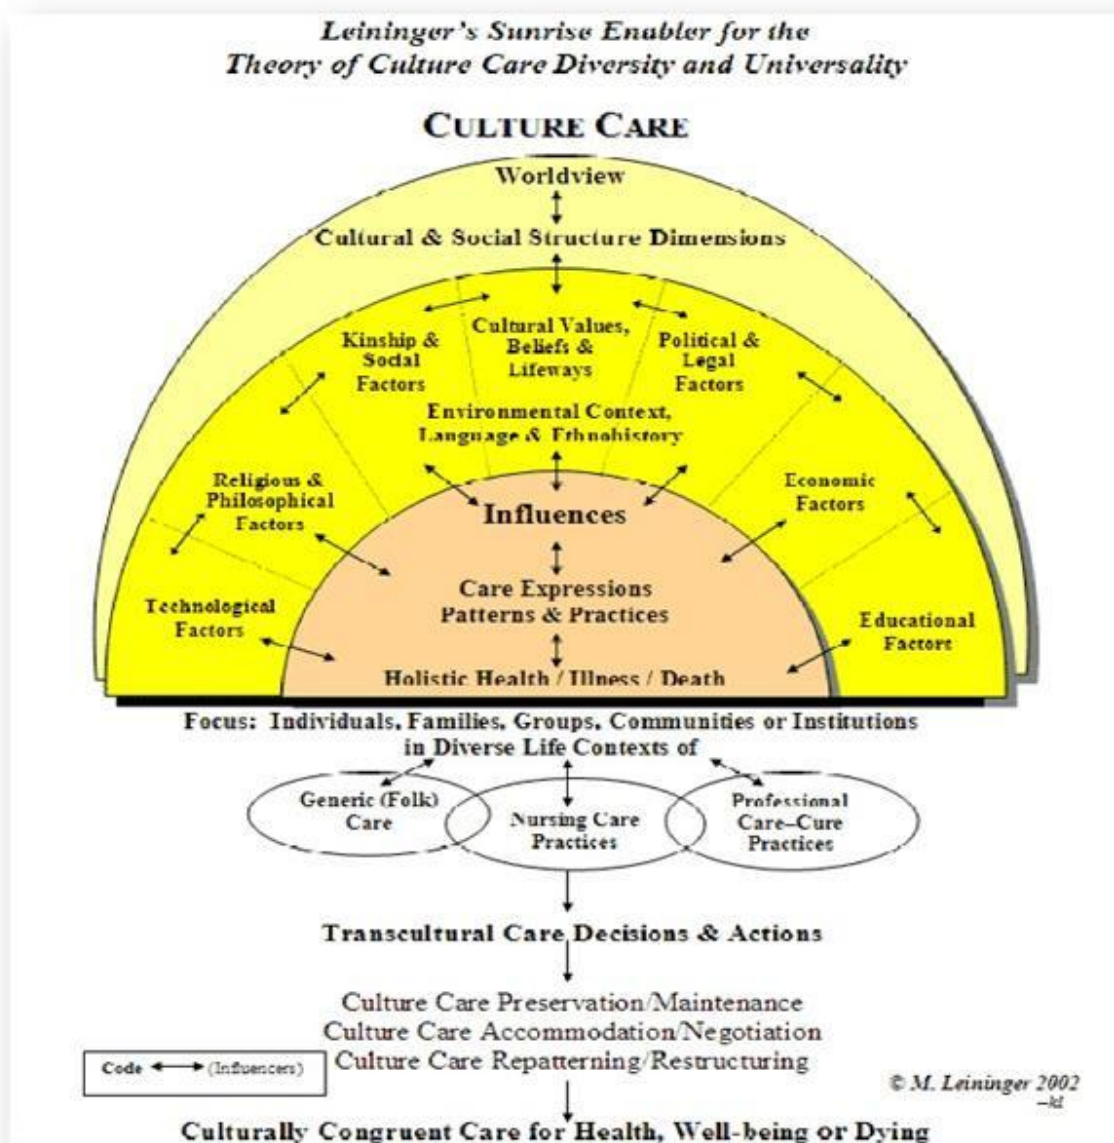 Leininger's Sunrise Enabler for the
Theory of Culture Care Diversity and Universality
CULTURE CARE
Worldview
Cultural & Social Structure Dimensions
Kinship &
Social
Factors
Cultural Values,
Beliefs &
Lifeways
Political &
Legal
Factors
Environmental Context,
Language & Ethnohistory
Religious &
Philosophical
Factors
Economic
Factors
Influences
Technological
Factors
Care Expressions
Patterns & Practices
Educational
Factors
Holistic Health / Illness / Death
Focus: Individuals, Families, Groups, Communities or Institutions
in Diverse Life Contexts of
Generic (Folk)
Care
Nursing Care
Practices
Professional
Care–Cure
Practices
Transcultural Care Decisions & Actions
Culture Care Preservation/Maintenance
Culture Care Accommodation/Negotiation
Culture Care Repatterning/Restructuring
Code (Influencers)
© M. Leininger 2002
–kl
Culturally Congruent Care for Health, Well-being or Dying